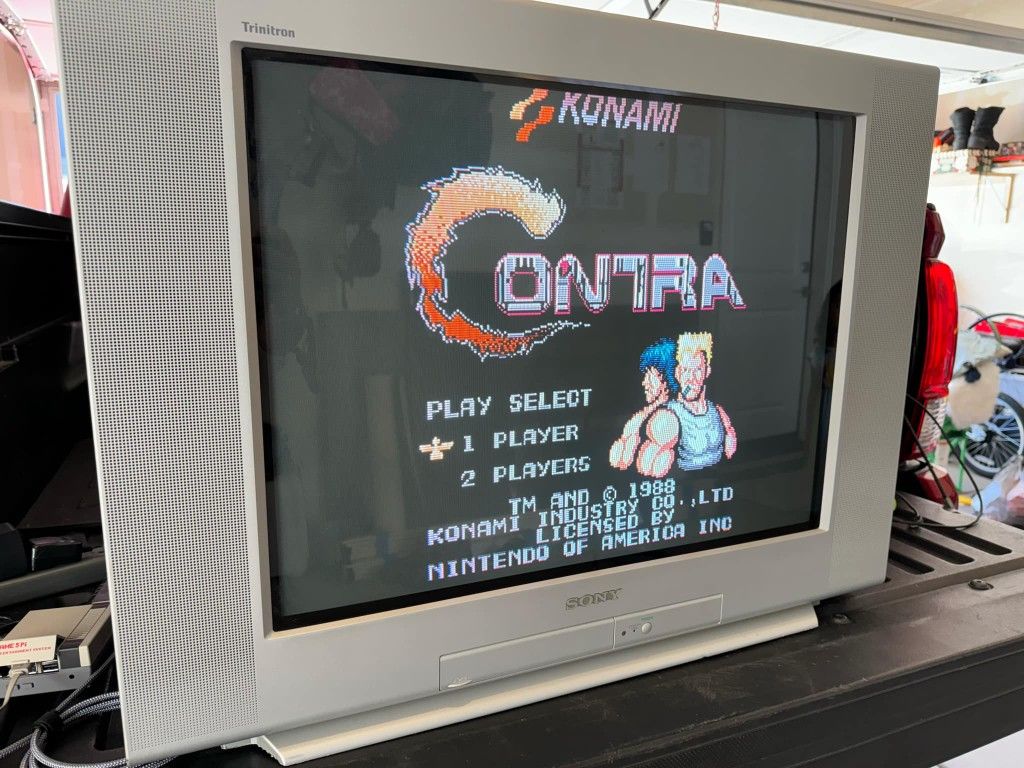 Trinitron
KONAMI
CONTRA
PLAY SELECT
1 PLAYER
2 PLAYERS
TM AND © 1988
KONAMI INDUSTRY CO.,LTD
LICENSED BY
NINTENDO OF AMERICA INC
SONY